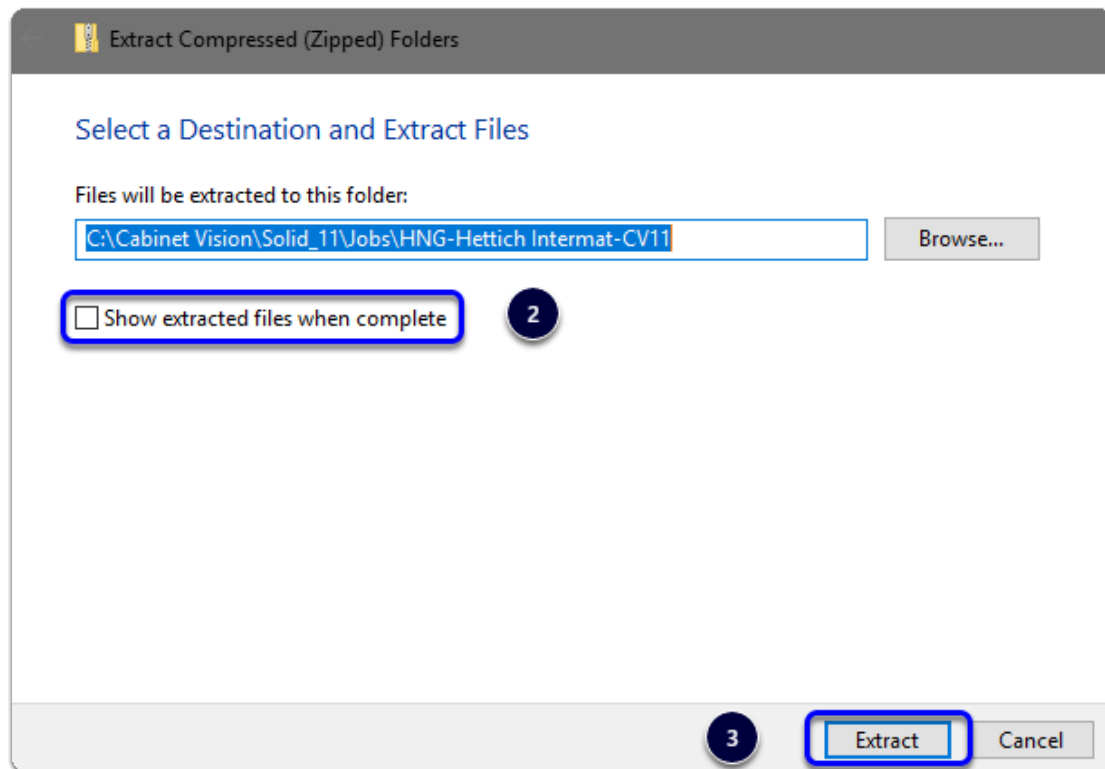 Extract Compressed (Zipped) Folders
Select a Destination and Extract Files
Files will be extracted to this folder:
C:\Cabinet Vision\Solid_11\Jobs\HNG-Hettich Intermat-CV11
Browse...
Show extracted files when complete
2
3
Extract
Cancel